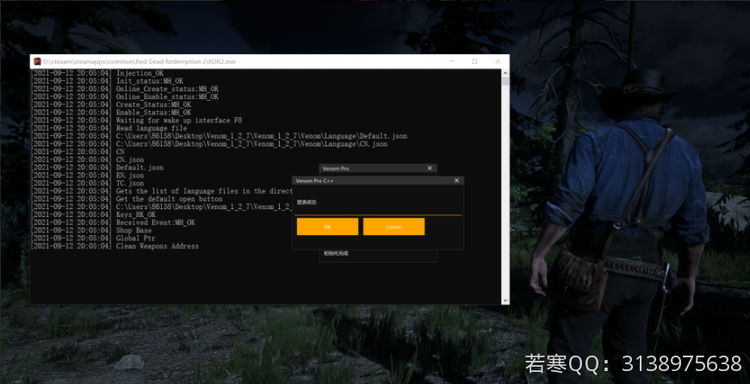 D:\steaam\steamapps\common\Red Dead Redemption 2\RDR2.exe
[2021-09-12 20:05:04] Injection_OK
[2021-09-12 20:05:04] Init_status:MH_OK
[2021-09-12 20:05:04] Online_Create_status:MH_OK
[2021-09-12 20:05:04] Online_Enable_status:MH_OK
[2021-09-12 20:05:04] Create_Status:MH_OK
[2021-09-12 20:05:04] Enable_Status:MH_OK
[2021-09-12 20:05:04] Waiting for wake up interface F8
[2021-09-12 20:05:04] Read language file
[2021-09-12 20:05:04] C:\Users\86158\Desktop\Venom_1_2_7\Venom_1_2_7\Venom\Language\Default.json
[2021-09-12 20:05:04] C:\Users\86158\Desktop\Venom_1_2_7\Venom_1_2_7\Venom\Language\CN.json
[2021-09-12 20:05:04] CN
[2021-09-12 20:05:04] CN.json
[2021-09-12 20:05:04] Default.json
[2021-09-12 20:05:04] EN.json
[2021-09-12 20:05:04] TC.json
[2021-09-12 20:05:04] Gets the list of language files in the direct
[2021-09-12 20:05:04] Get the default open button
[2021-09-12 20:05:04] C:\Users\86158\Desktop\Venom_1_2_7\Venom_1
[2021-09-12 20:05:04] Keys_HK_OK
[2021-09-12 20:05:04] Received Event:MH_OK
[2021-09-12 20:05:04] Shop Base
[2021-09-12 20:05:04] Global Ptr
[2021-09-12 20:05:04] Clean Weapons Address
Venom Pro
Venom Pro C++
登录成功
OK
Cancel
初始化完成
若寒QQ：3138975638